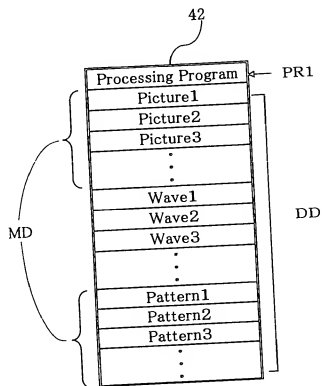 42
Processing Program PR1
Picture1
Picture2
Picture3
Wave1
Wave2
Wave3
MD
DD
Pattern1
Pattern2
Pattern3